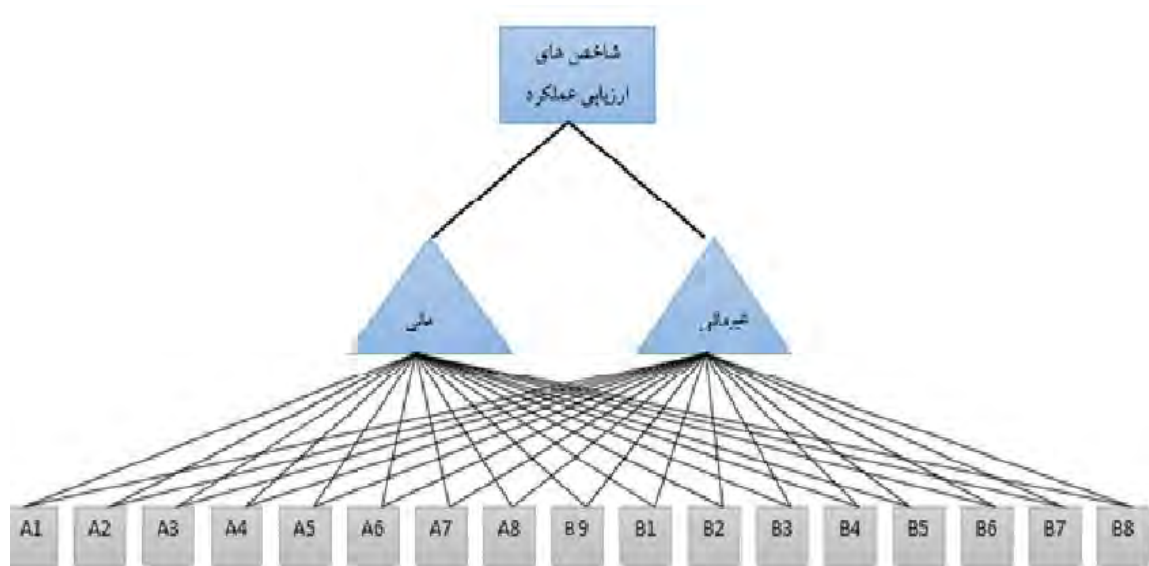 شاخص های
ارزیابی عملکرد
مالی
غیرمالی
A1 A2 A3 A4 A5 A6 A7 A8 B9 B1 B2 B3 B4 B5 B6 B7 B8